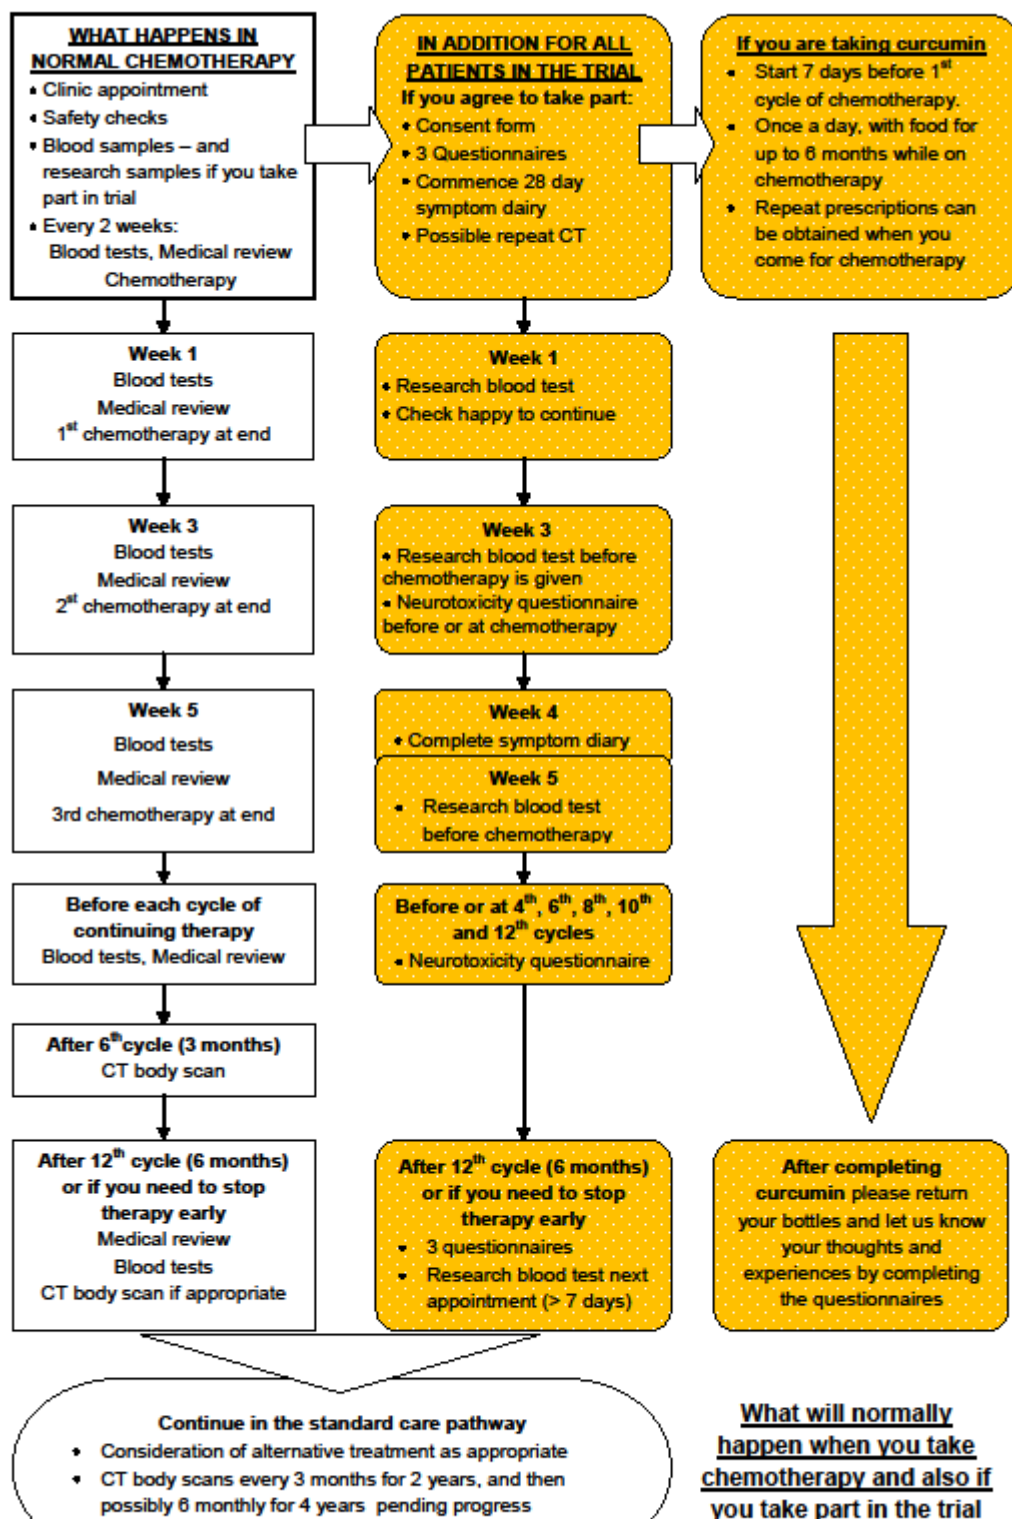 WHAT HAPPENS IN
NORMAL CHEMOTHERAPY
• Clinic appointment
• Safety checks
• Blood samples – and
research samples if you take
part in trial
• Every 2 weeks:
Blood tests, Medical review
Chemotherapy
IN ADDITION FOR ALL
PATIENTS IN THE TRIAL
If you agree to take part:
• Consent form
• 3 Questionnaires
• Commence 28 day
symptom dairy
• Possible repeat CT
If you are taking curcumin
• Start 7 days before 1st
cycle of chemotherapy.
• Once a day, with food for
up to 6 months while on
chemotherapy
• Repeat prescriptions can
be obtained when you
come for chemotherapy
Week 1
Blood tests
Medical review
1st chemotherapy at end
Week 1
• Research blood test
• Check happy to continue
Week 3
Blood tests
Medical review
2st chemotherapy at end
Week 3
• Research blood test before
chemotherapy is given
• Neurotoxicity questionnaire
before or at chemotherapy
Week 5
Blood tests
Medical review
3rd chemotherapy at end
Week 4
• Complete symptom diary
Week 5
• Research blood test
before chemotherapy
Before each cycle of
continuing therapy
Blood tests, Medical review
Before or at 4th, 6th, 8th, 10th
and 12th cycles
• Neurotoxicity questionnaire
After 6th cycle (3 months)
CT body scan
After 12th cycle (6 months)
or if you need to stop
therapy early
Medical review
Blood tests
CT body scan if appropriate
After 12th cycle (6 months)
or if you need to stop
therapy early
• 3 questionnaires
• Research blood test next
appointment (> 7 days)
After completing
curcumin please return
your bottles and let us know
your thoughts and
experiences by completing
the questionnaires
Continue in the standard care pathway
• Consideration of alternative treatment as appropriate
• CT body scans every 3 months for 2 years, and then
possibly 6 monthly for 4 years pending progress
What will normally
happen when you take
chemotherapy and also if
you take part in the trial